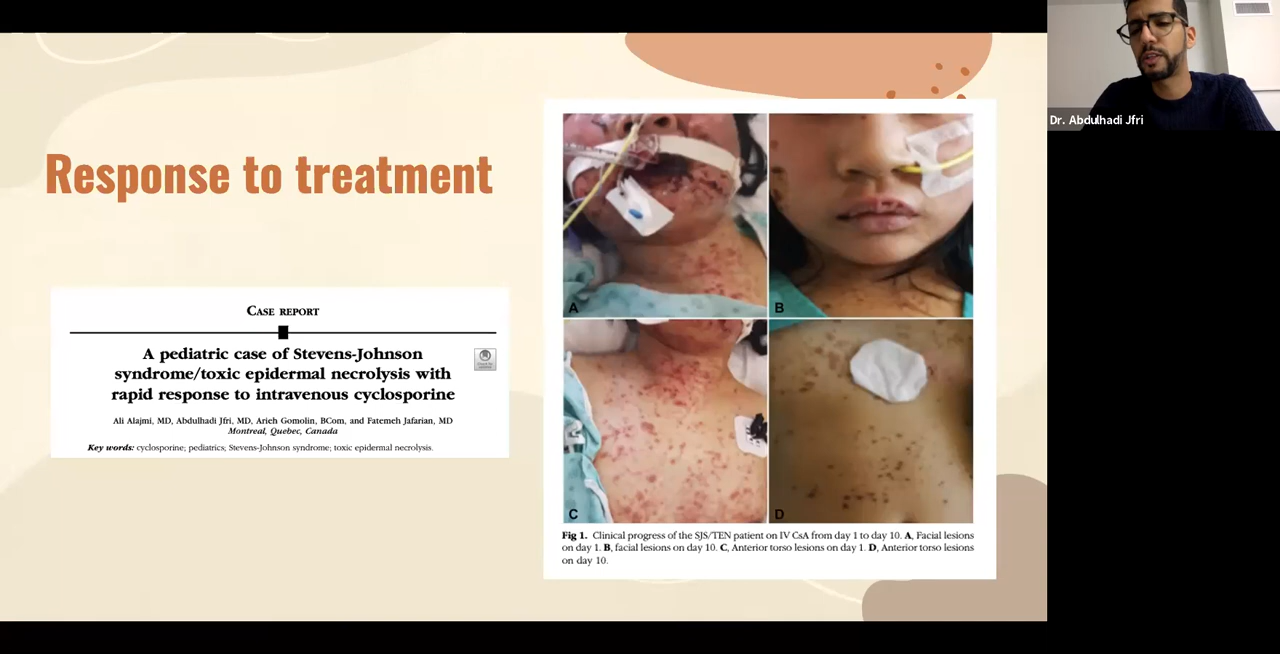 Response to treatment
CASE REPORT
A pediatric case of Stevens-Johnson
syndrome/toxic epidermal necrolysis with
rapid response to intravenous cyclosporine
Ali Alajmi, MD, Abdulhadi Jfri, MD, Arieh Gomolin, BCom, and Fatemeh Jafarian, MD
Montreal, Quebec, Canada
Key words: cyclosporine; pediatrics; Stevens-Johnson syndrome; toxic epidermal necrolysis.
A
B
C
D
Fig 1. Clinical progress of the SJS/TEN patient on IV CsA from day 1 to day 10. A, Facial lesions
on day 1. B, facial lesions on day 10. C, Anterior torso lesions on day 1. D, Anterior torso lesions
on day 10.
Dr. Abdulhadi Jfri